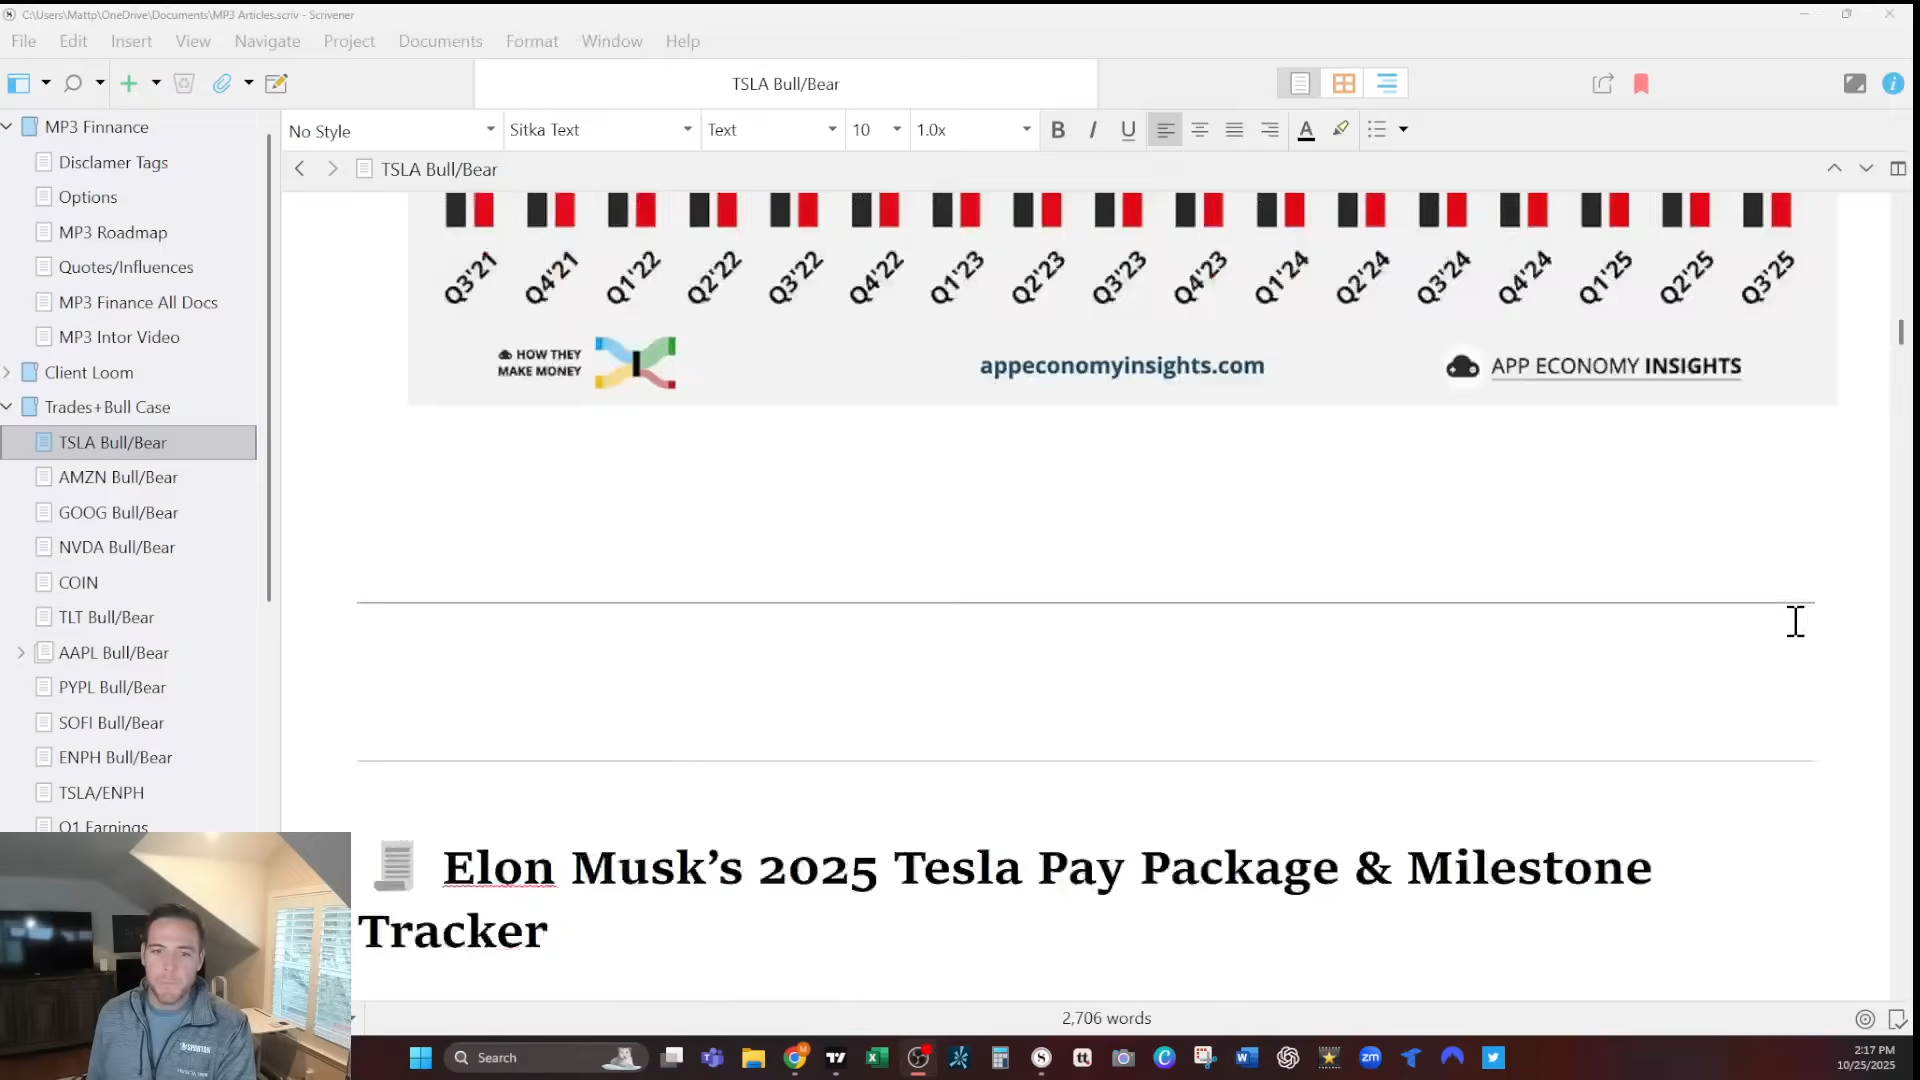 C:\Users\Mattp\OneDrive\Documents\MP3 Articles.scriv - Scrivener
File Edit Insert View Navigate Project Documents Format Window Help
TSLA Bull/Bear
No Style Sitka Text Text 10 1.0x B I U A
TSLA Bull/Bear
MP3 Finnance
Disclamer Tags
Options
MP3 Roadmap
Quotes/Influences
MP3 Finance All Docs
MP3 Intor Video
Client Loom
Trades+Bull Case
TSLA Bull/Bear
AMZN Bull/Bear
GOOG Bull/Bear
NVDA Bull/Bear
COIN
TLT Bull/Bear
AAPL Bull/Bear
PYPL Bull/Bear
SOFI Bull/Bear
ENPH Bull/Bear
TSLA/ENPH
Q1 Earnings
Q3'21 Q4'21 Q1'22 Q2'22 Q3'22 Q4'22 Q1'23 Q2'23 Q3'23 Q4'23 Q1'24 Q2'24 Q3'24 Q4'24 Q1'25 Q2'25 Q3'25
HOW THEY
MAKE MONEY
appeconomyinsights.com
APP ECONOMY INSIGHTS
Elon Musk’s 2025 Tesla Pay Package & Milestone
Tracker
2,706 words
Search
2:17 PM
10/25/2025